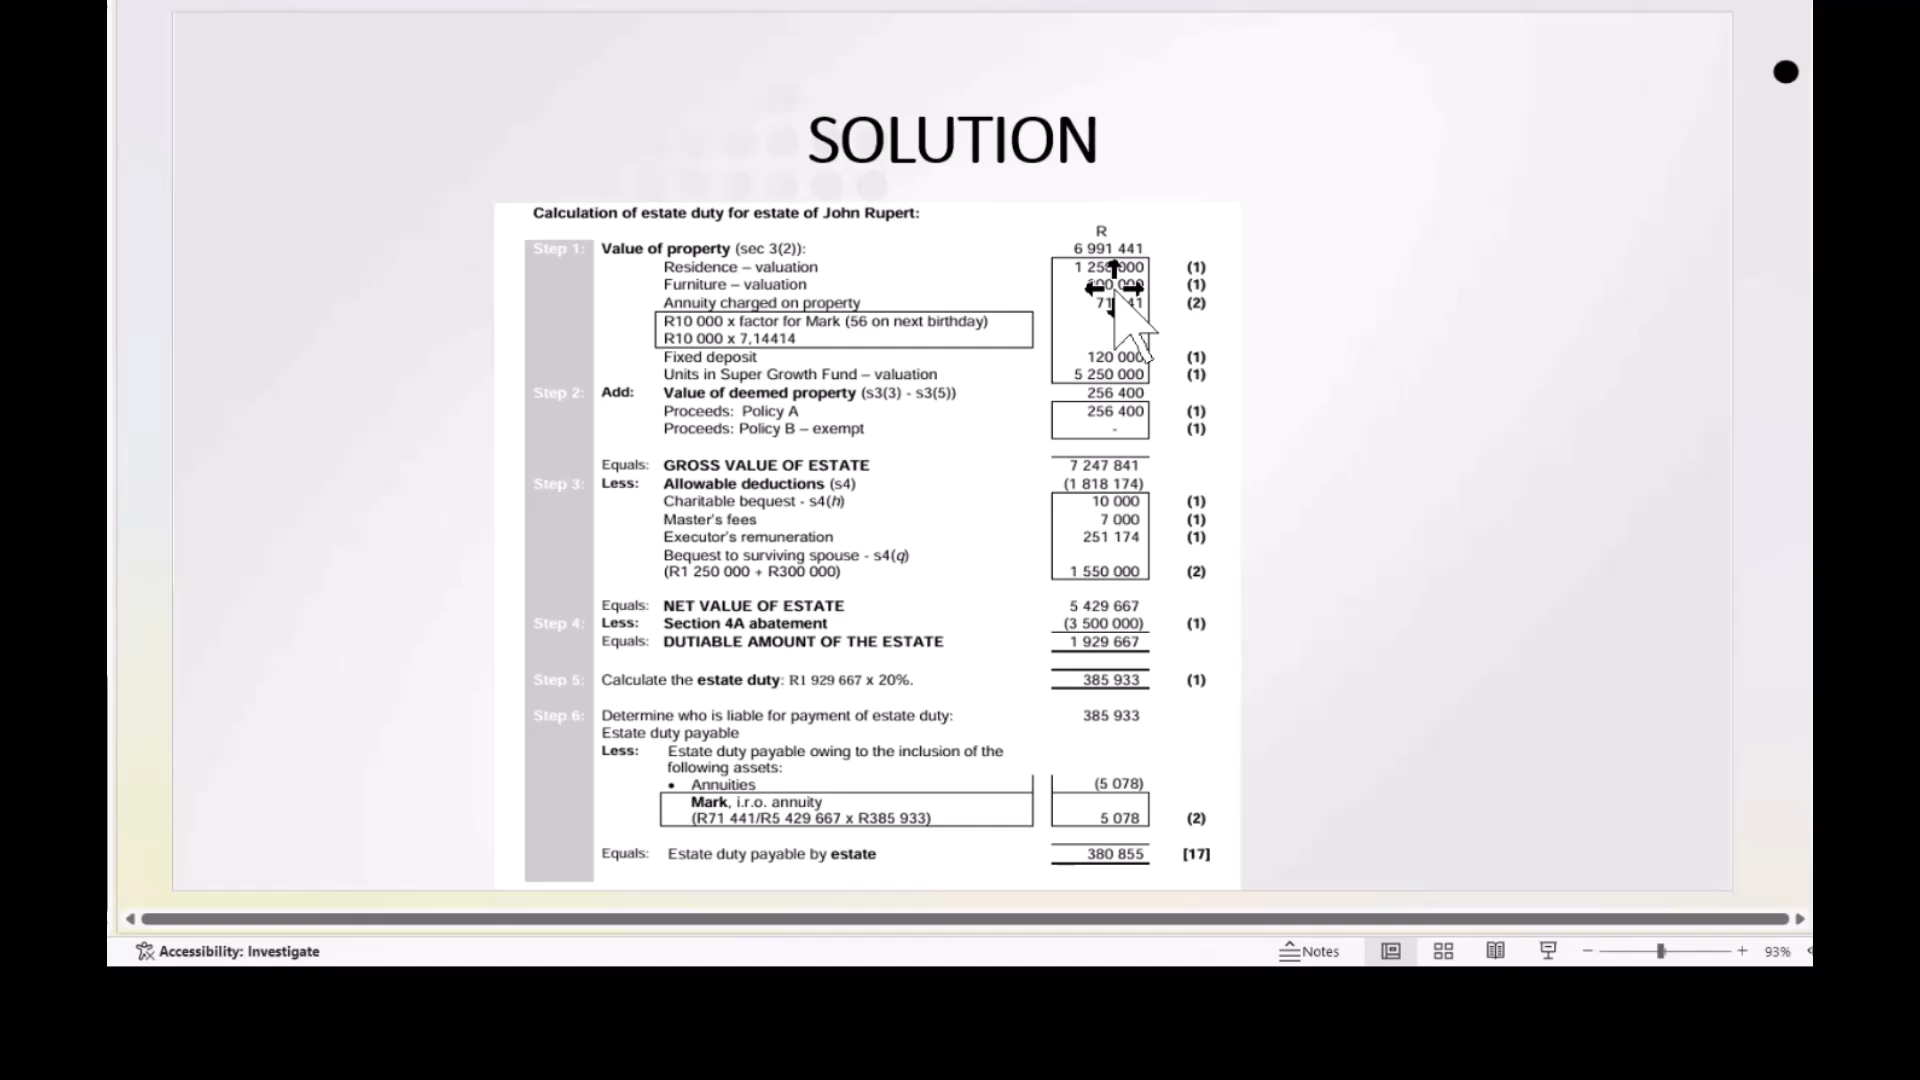 SOLUTION
Calculation of estate duty for estate of John Rupert:
R
Step 1: Value of property (sec 3(2)): 6 991 441
Residence – valuation 1 250 000 (1)
Furniture – valuation (1)
Annuity charged on property (2)
R10 000 x factor for Mark (56 on next birthday)
R10 000 x 7,14414
Fixed deposit 120 000 (1)
Units in Super Growth Fund – valuation 5 250 000 (1)
Step 2: Add: Value of deemed property (s3(3) - s3(5)) 256 400
Proceeds: Policy A 256 400 (1)
Proceeds: Policy B – exempt - (1)
Equals: GROSS VALUE OF ESTATE 7 247 841
Step 3: Less: Allowable deductions (s4) (1 818 174)
Charitable bequest - s4(h) 10 000 (1)
Master's fees 7 000 (1)
Executor's remuneration 251 174 (1)
Bequest to surviving spouse - s4(q)
(R1 250 000 + R300 000) 1 550 000 (2)
Equals: NET VALUE OF ESTATE 5 429 667
Step 4: Less: Section 4A abatement (3 500 000) (1)
Equals: DUTIABLE AMOUNT OF THE ESTATE 1 929 667
Step 5: Calculate the estate duty: R1 929 667 x 20%. 385 933 (1)
Step 6: Determine who is liable for payment of estate duty: 385 933
Estate duty payable
Less: Estate duty payable owing to the inclusion of the
following assets:
• Annuities (5 078)
Mark, i.r.o. annuity
(R71 441/R5 429 667 x R385 933) 5 078 (2)
Equals: Estate duty payable by estate 380 855 [17]
Accessibility: Investigate Notes 93%